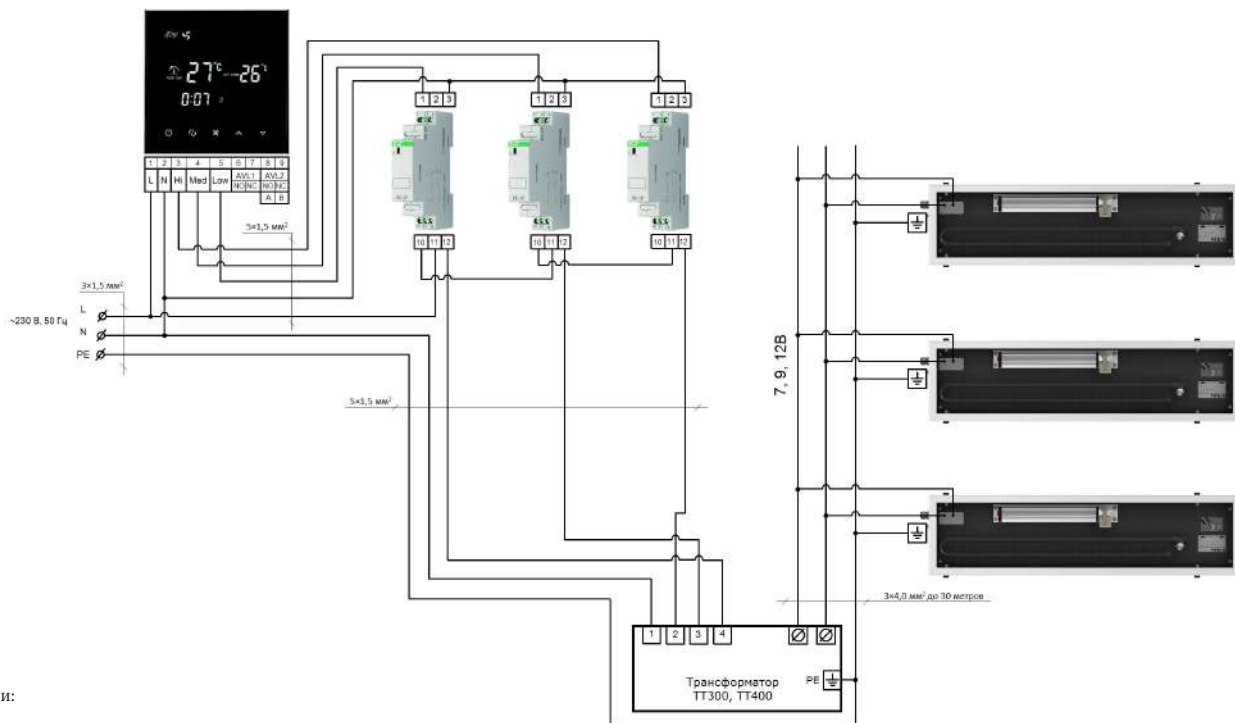 27°C 26°C
0:07
1 2 3 1 2 3 1 2 3
1 2 3 4 5 6 7 8 9
L N Hi Med Low AVL1 AVL2
NO NC NO NC
A B
10 11 12 10 11 12 10 11 12
5×1,5 мм²
3×1,5 мм²
L
~230 В, 50 Гц
N
PE
7, 9, 12В
5×1,5 мм²
3×4,0 мм² до 30 метров
1 2 3 4
Трансформатор
ТТ300, ТТ400
PE
и: